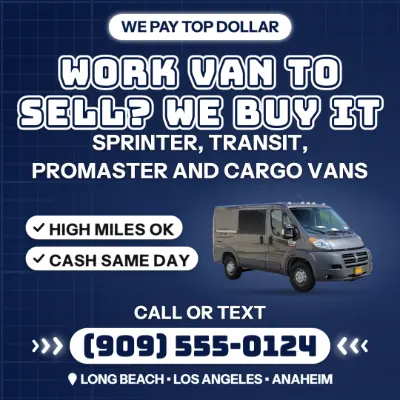 WE PAY TOP DOLLAR
WORK VAN TO
SELL? WE BUY IT
SPRINTER, TRANSIT,
PROMASTER AND CARGO VANS
HIGH MILES OK
CASH SAME DAY
CALL OR TEXT
(909) 555-0124
LONG BEACH • LOS ANGELES • ANAHEIM